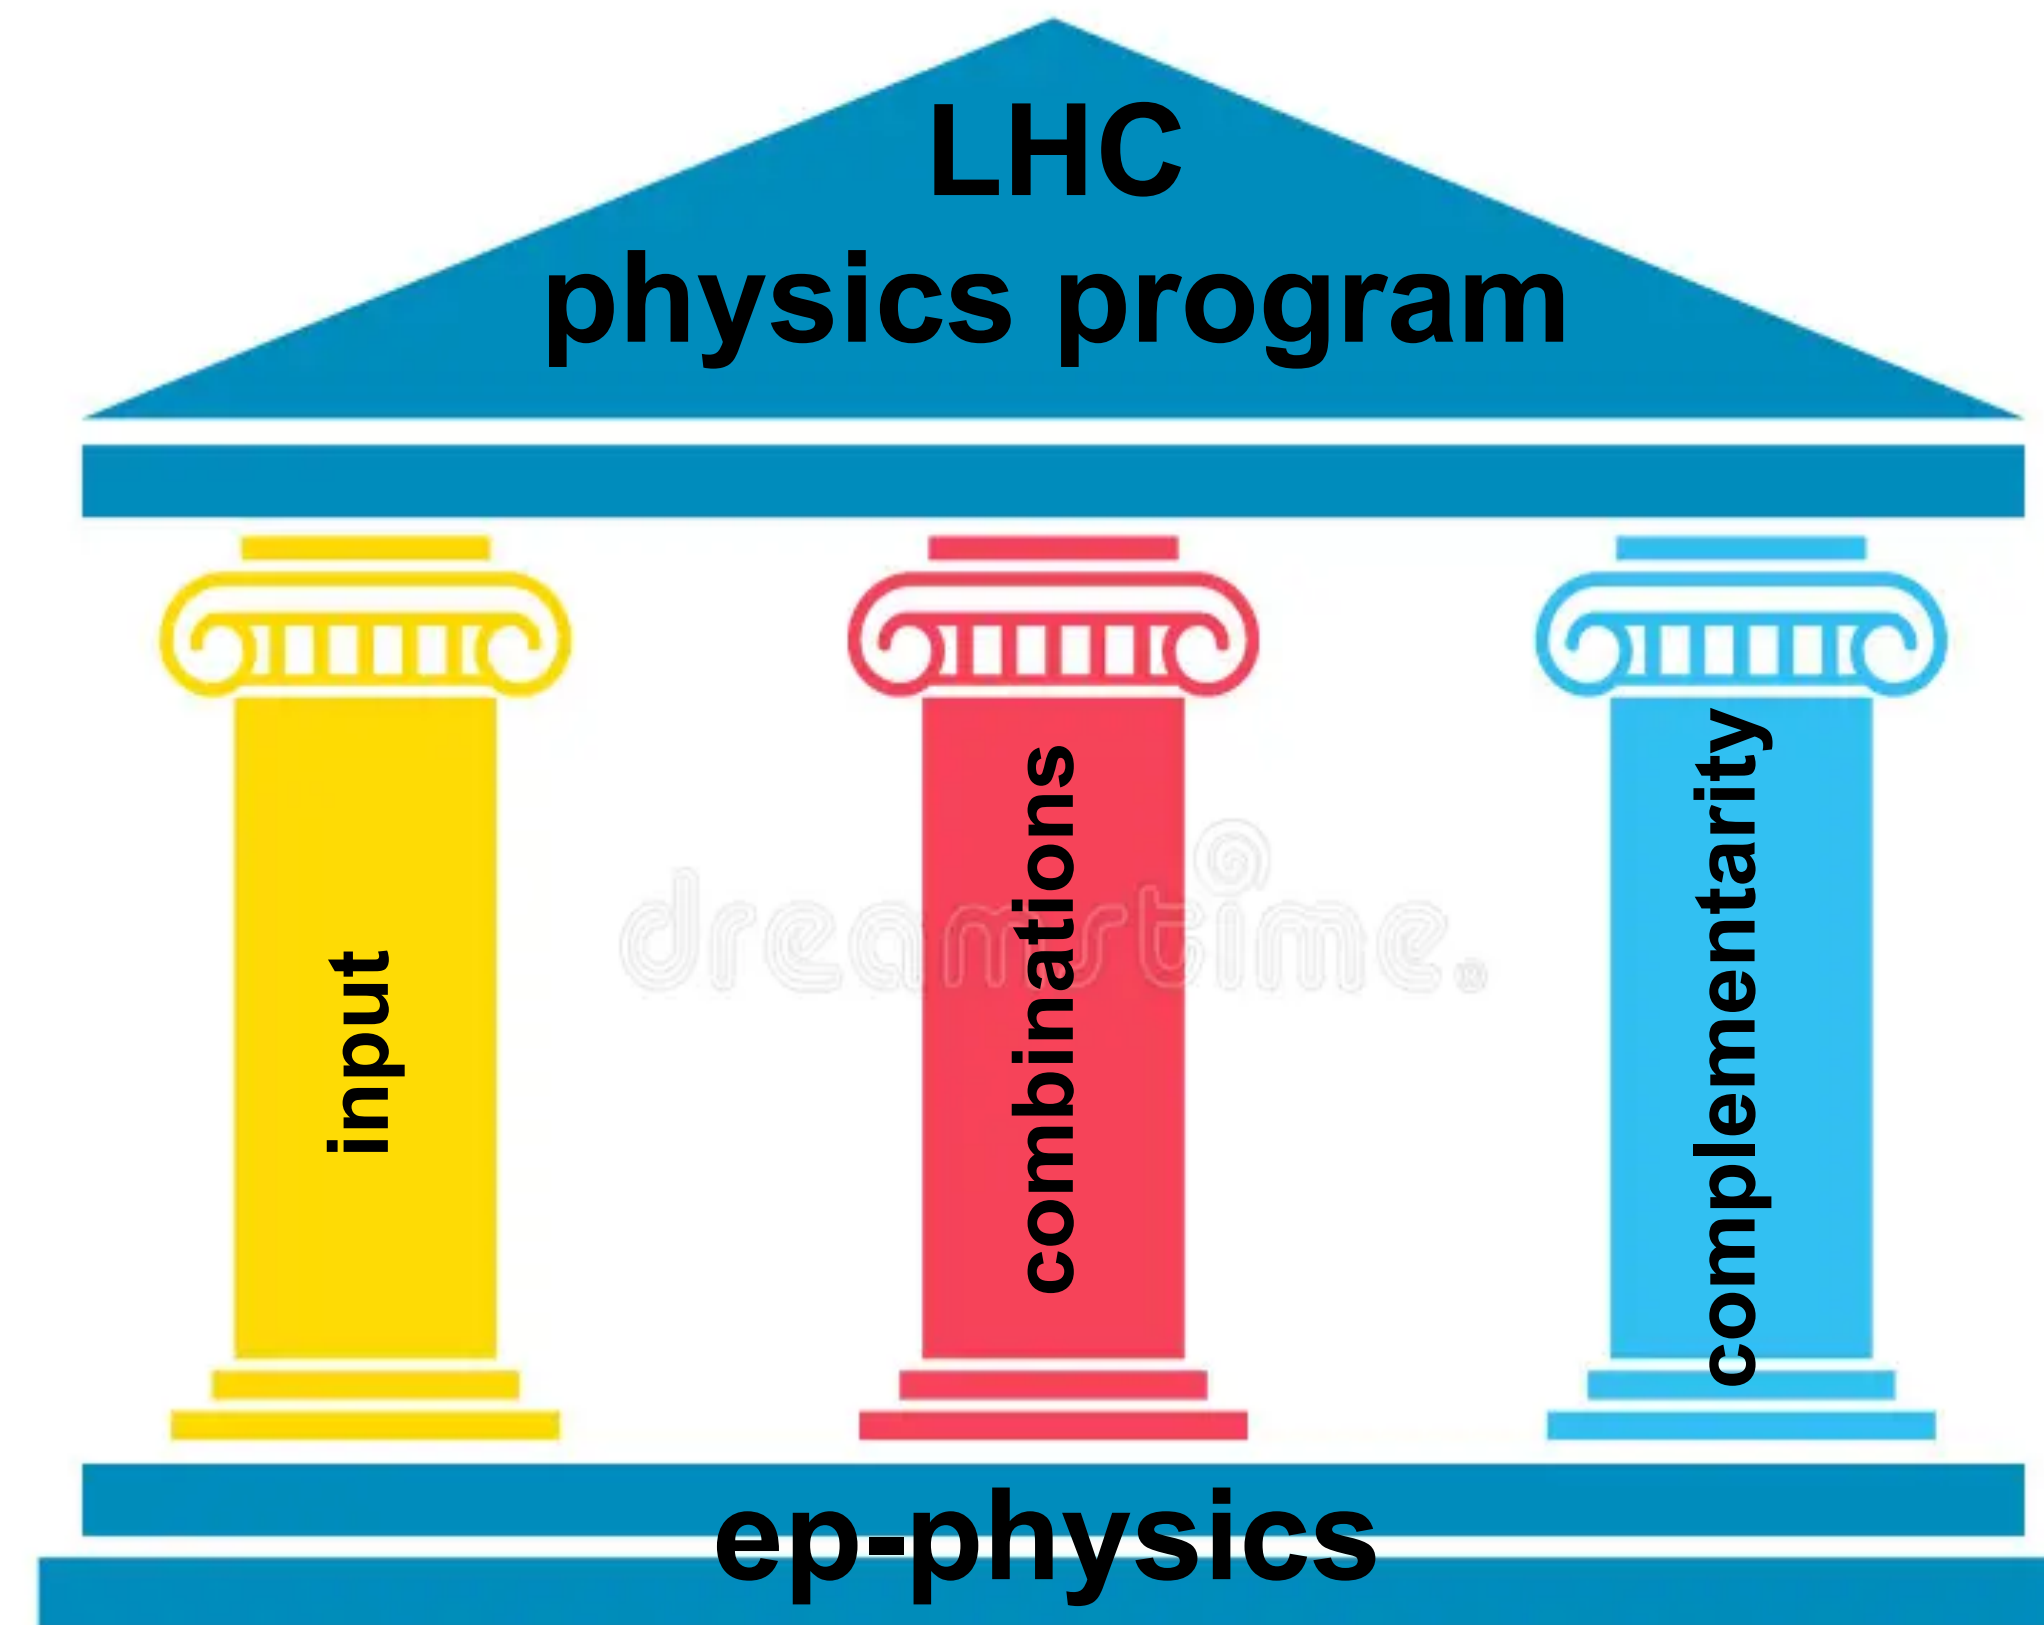 LHC
physics program
input
combinations
complementarity
dreamstime®
ep-physics